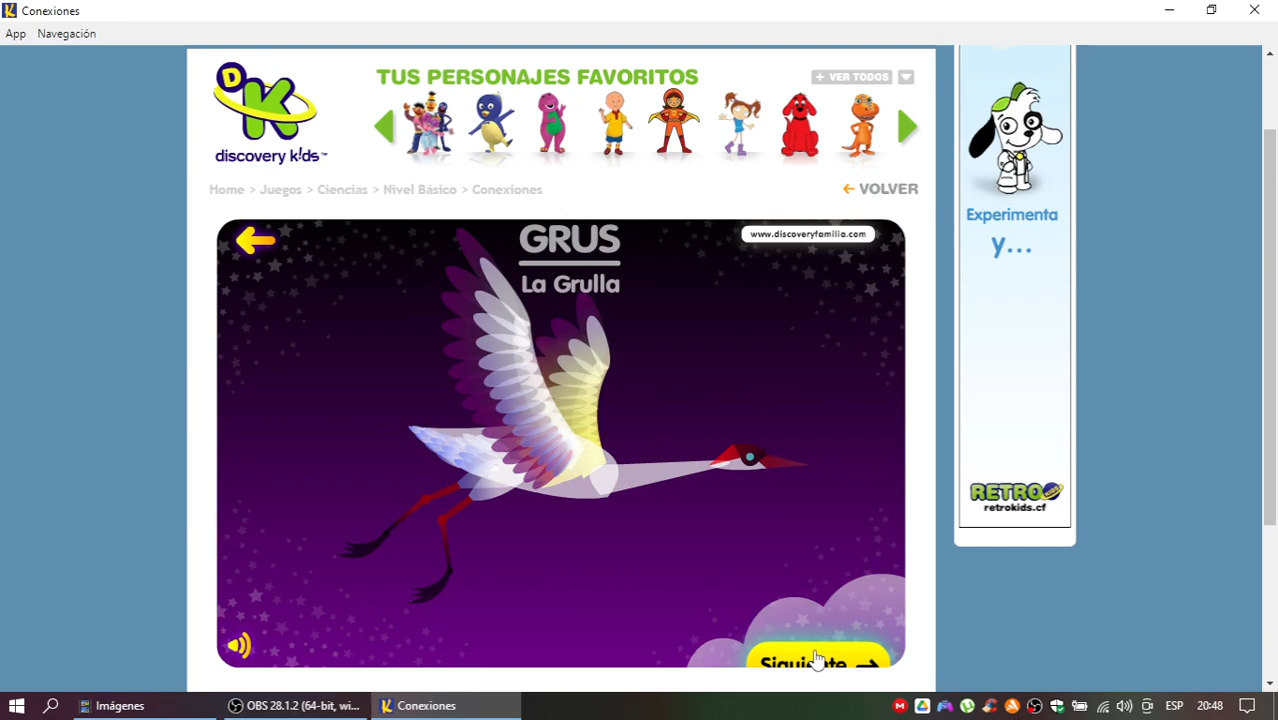 Conexiones
App Navegación
D K
discovery k!ds™
TUS PERSONAJES FAVORITOS
+ VER TODOS
Home > Juegos > Ciencias > Nivel Básico > Conexiones
← VOLVER
GRUS
La Grulla
www.discoveryfamilia.com
Siguiente →
Experimenta
y...
RETRO
retrokids.cf
Imágenes
OBS 28.1.2 (64-bit, wi...
Conexiones
ESP
20:48